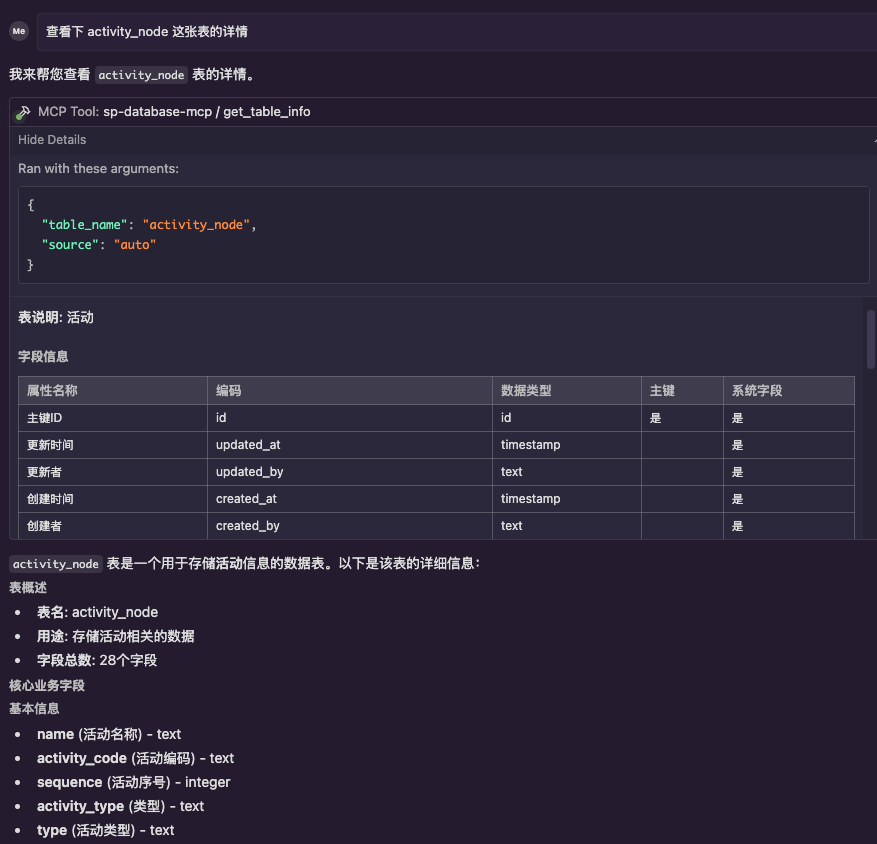 Me
查看下 activity_node 这张表的详情
我来帮您查看 activity_node 表的详情。
MCP Tool: sp-database-mcp / get_table_info
Hide Details
Ran with these arguments:
{
"table_name": "activity_node",
"source": "auto"
}
表说明: 活动
字段信息
属性名称 编码 数据类型 主键 系统字段
主键ID id id 是 是
更新时间 updated_at timestamp 是
更新者 updated_by text 是
创建时间 created_at timestamp 是
创建者 created_by text 是
activity_node 表是一个用于存储活动信息的数据表。以下是该表的详细信息：
表概述
• 表名: activity_node
• 用途: 存储活动相关的数据
• 字段总数: 28个字段
核心业务字段
基本信息
• name (活动名称) - text
• activity_code (活动编码) - text
• sequence (活动序号) - integer
• activity_type (类型) - text
• type (活动类型) - text